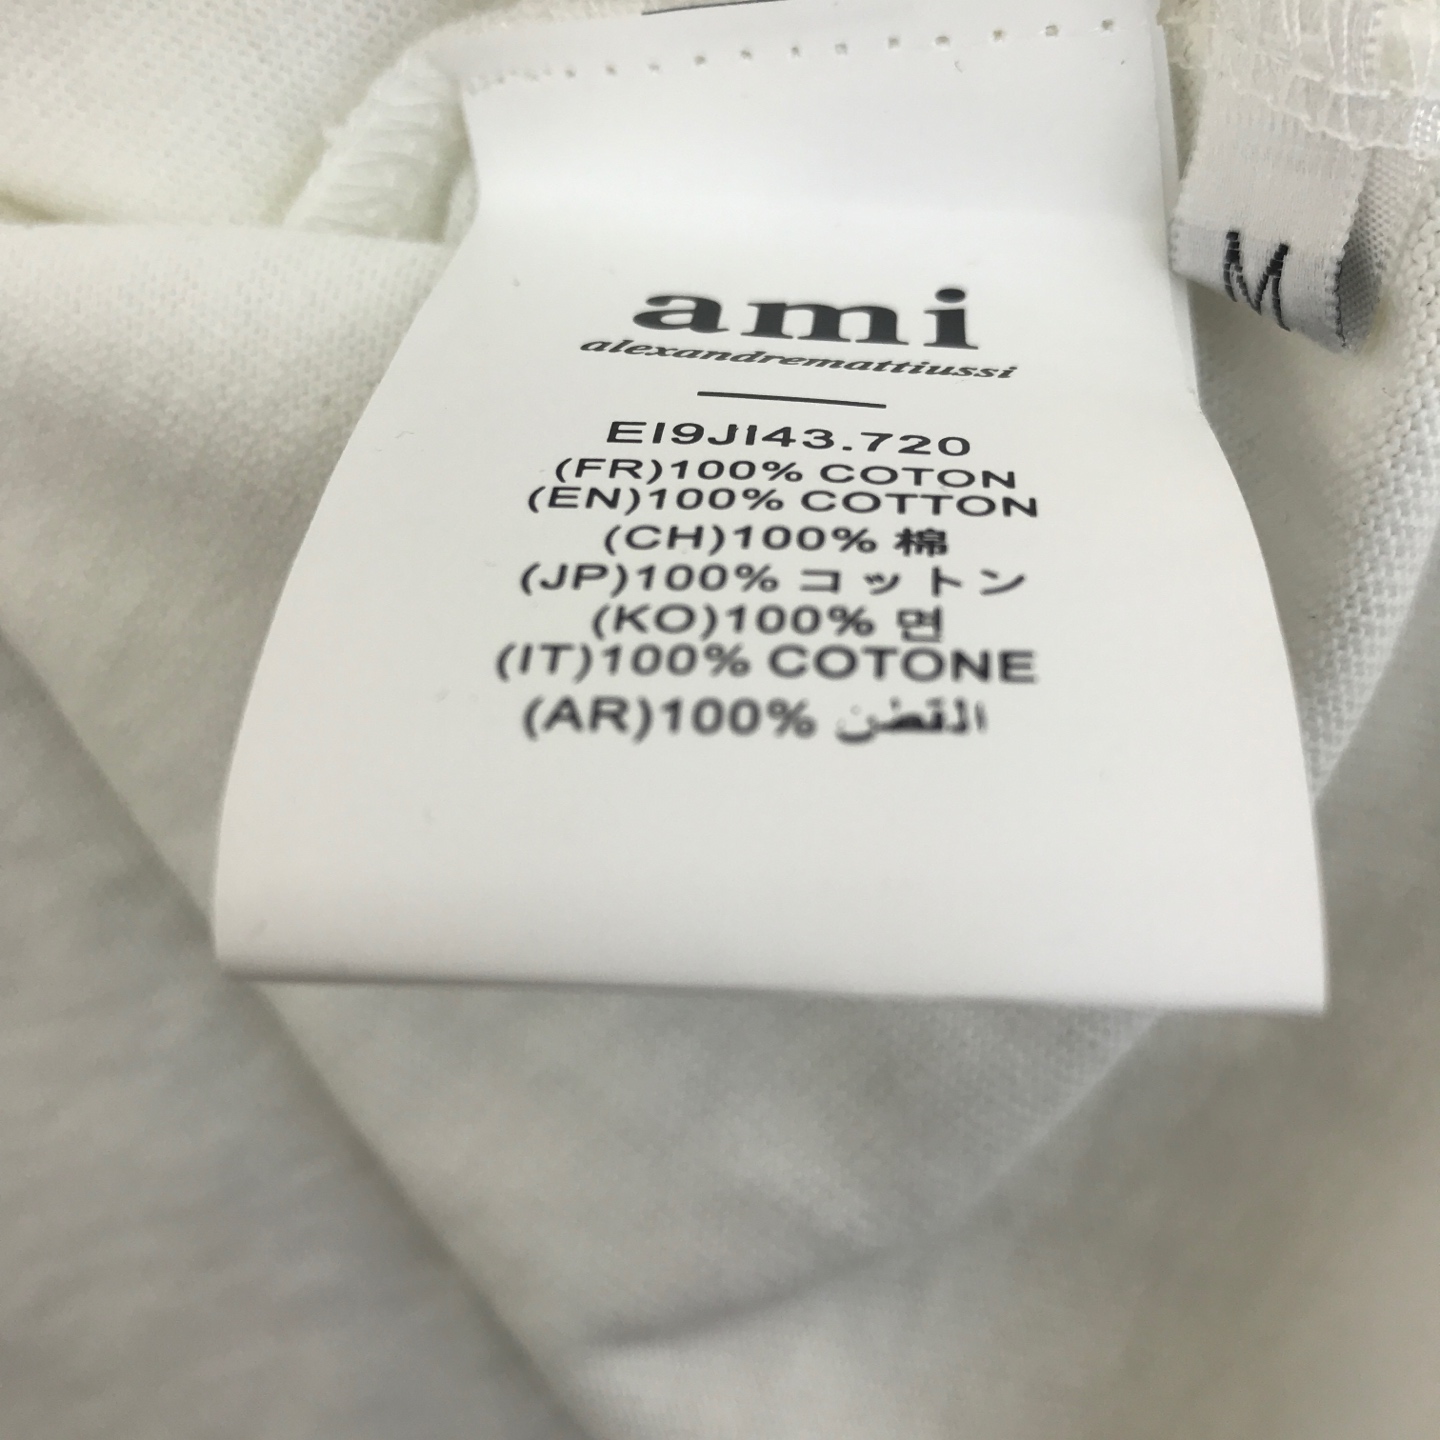 ami
alexandremattiussi
EI9JI43.720
(FR)100% COTON
(EN)100% COTTON
(CH)100% 棉
(JP)100% コットン
(KO)100% 면
(IT)100% COTONE
(AR)100% القطن
M